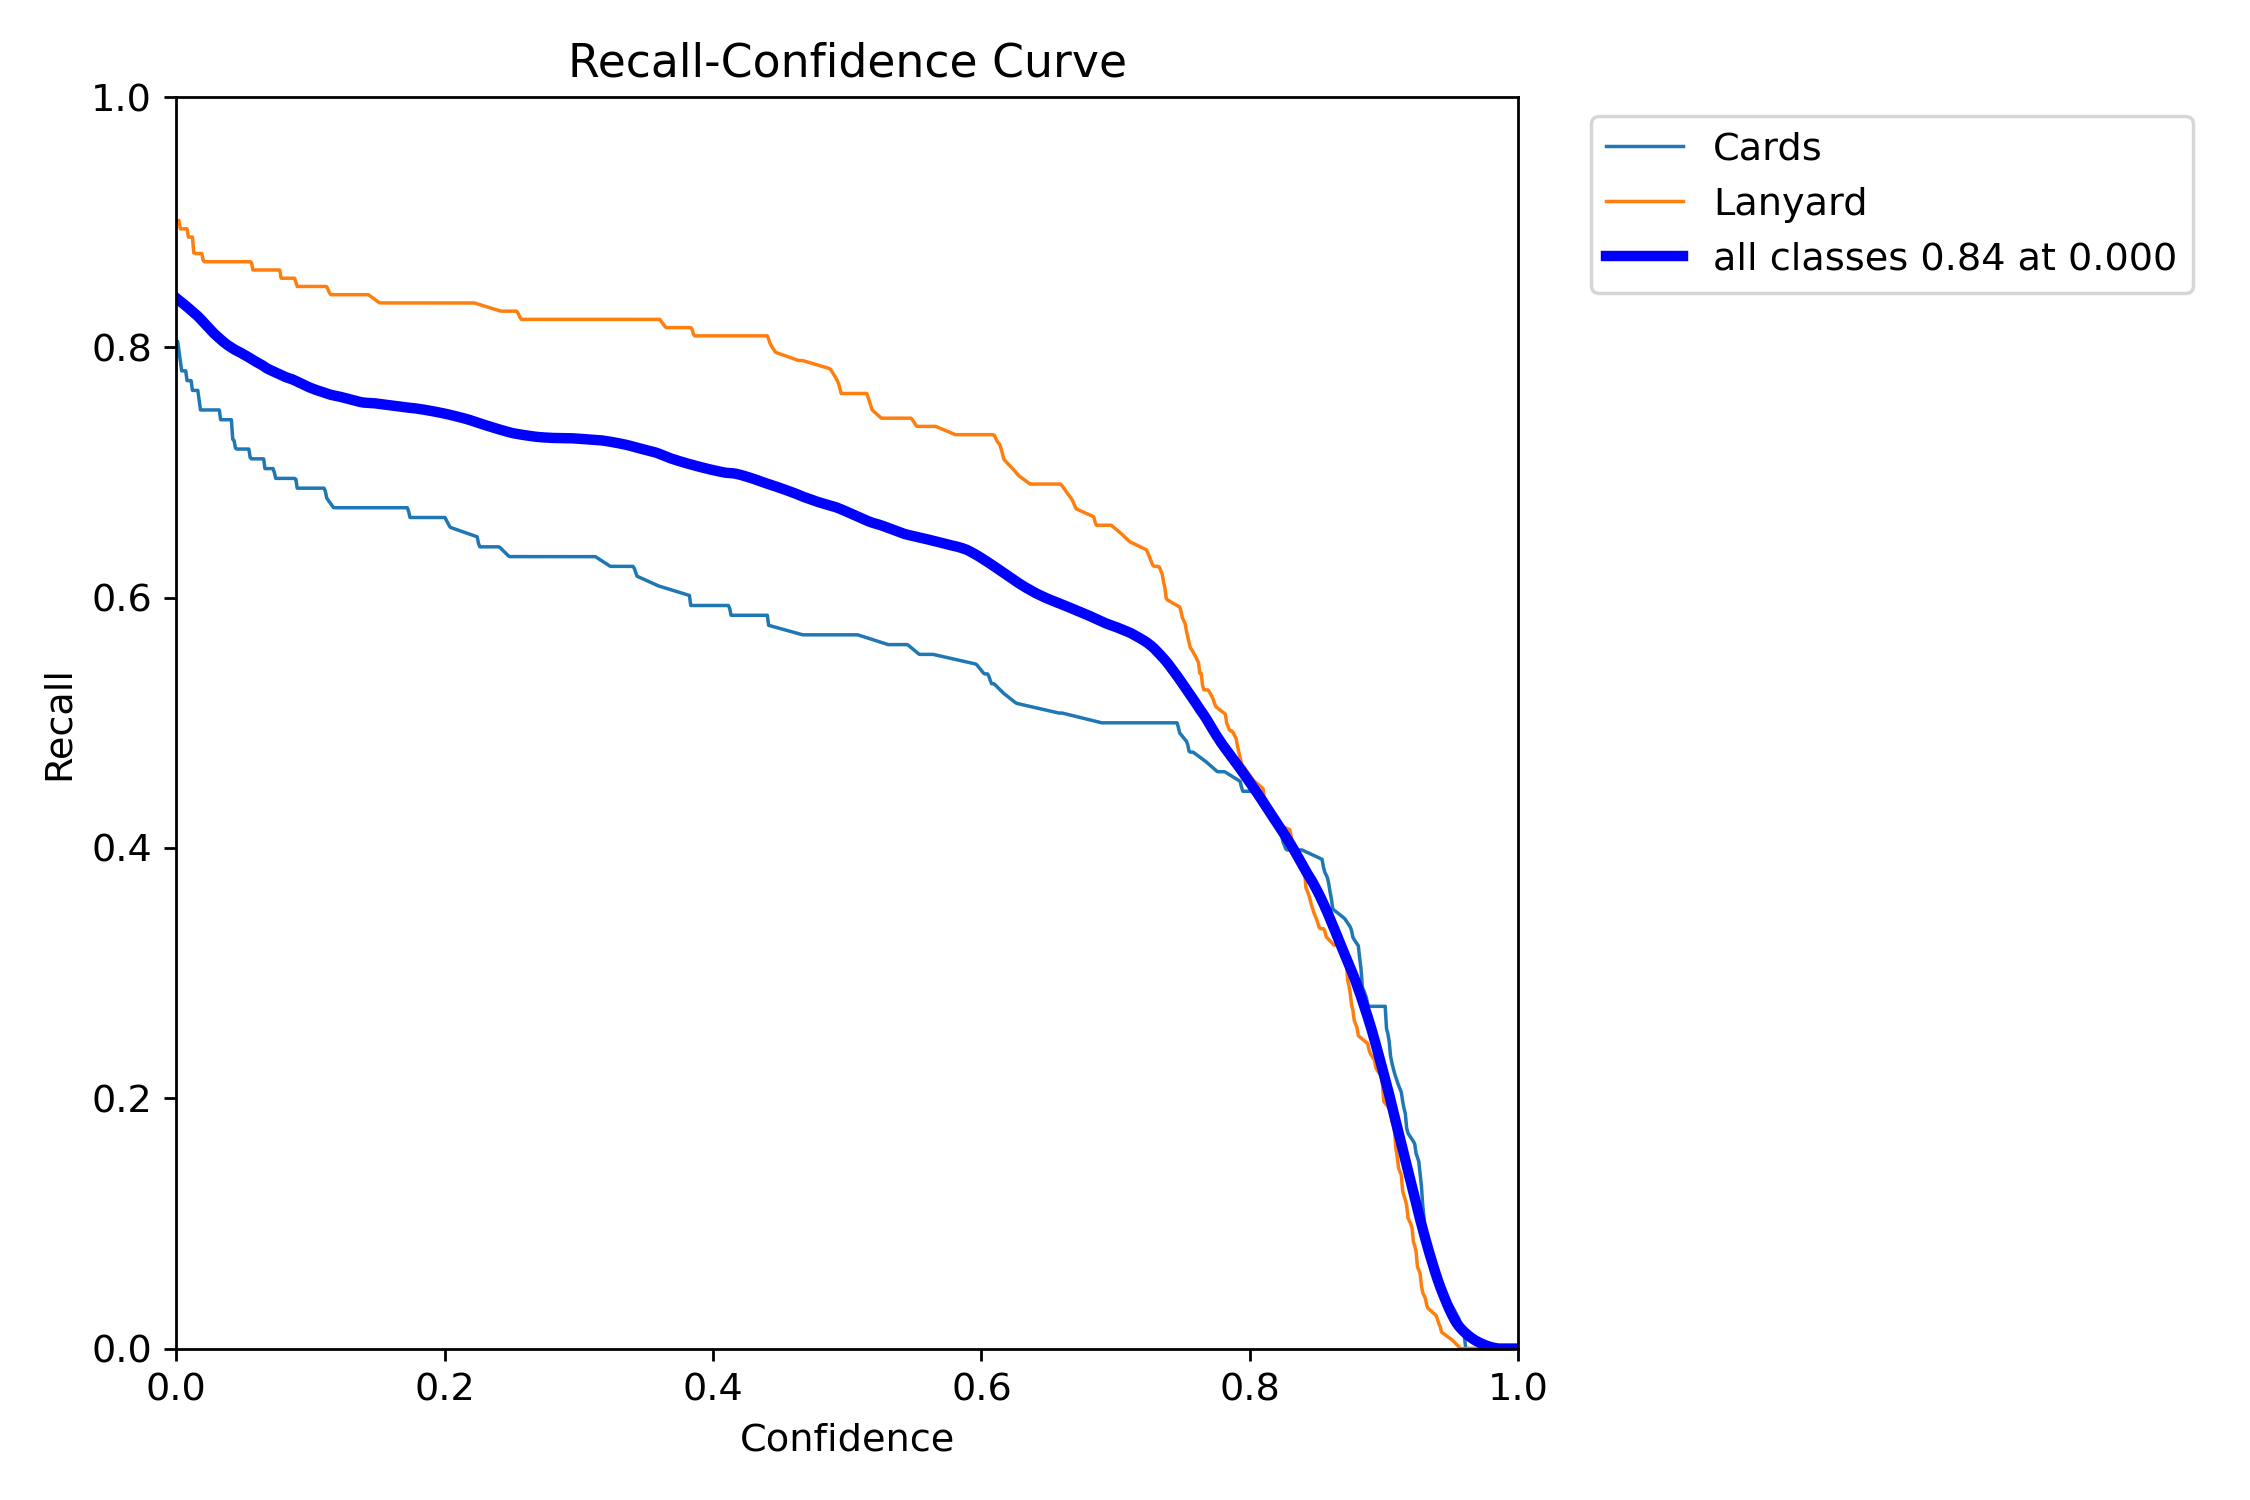 Recall-Confidence Curve
1.0
0.8
0.6
0.4
0.2
0.0
Recall
0.0 0.2 0.4 0.6 0.8 1.0
Confidence
Cards
Lanyard
all classes 0.84 at 0.000